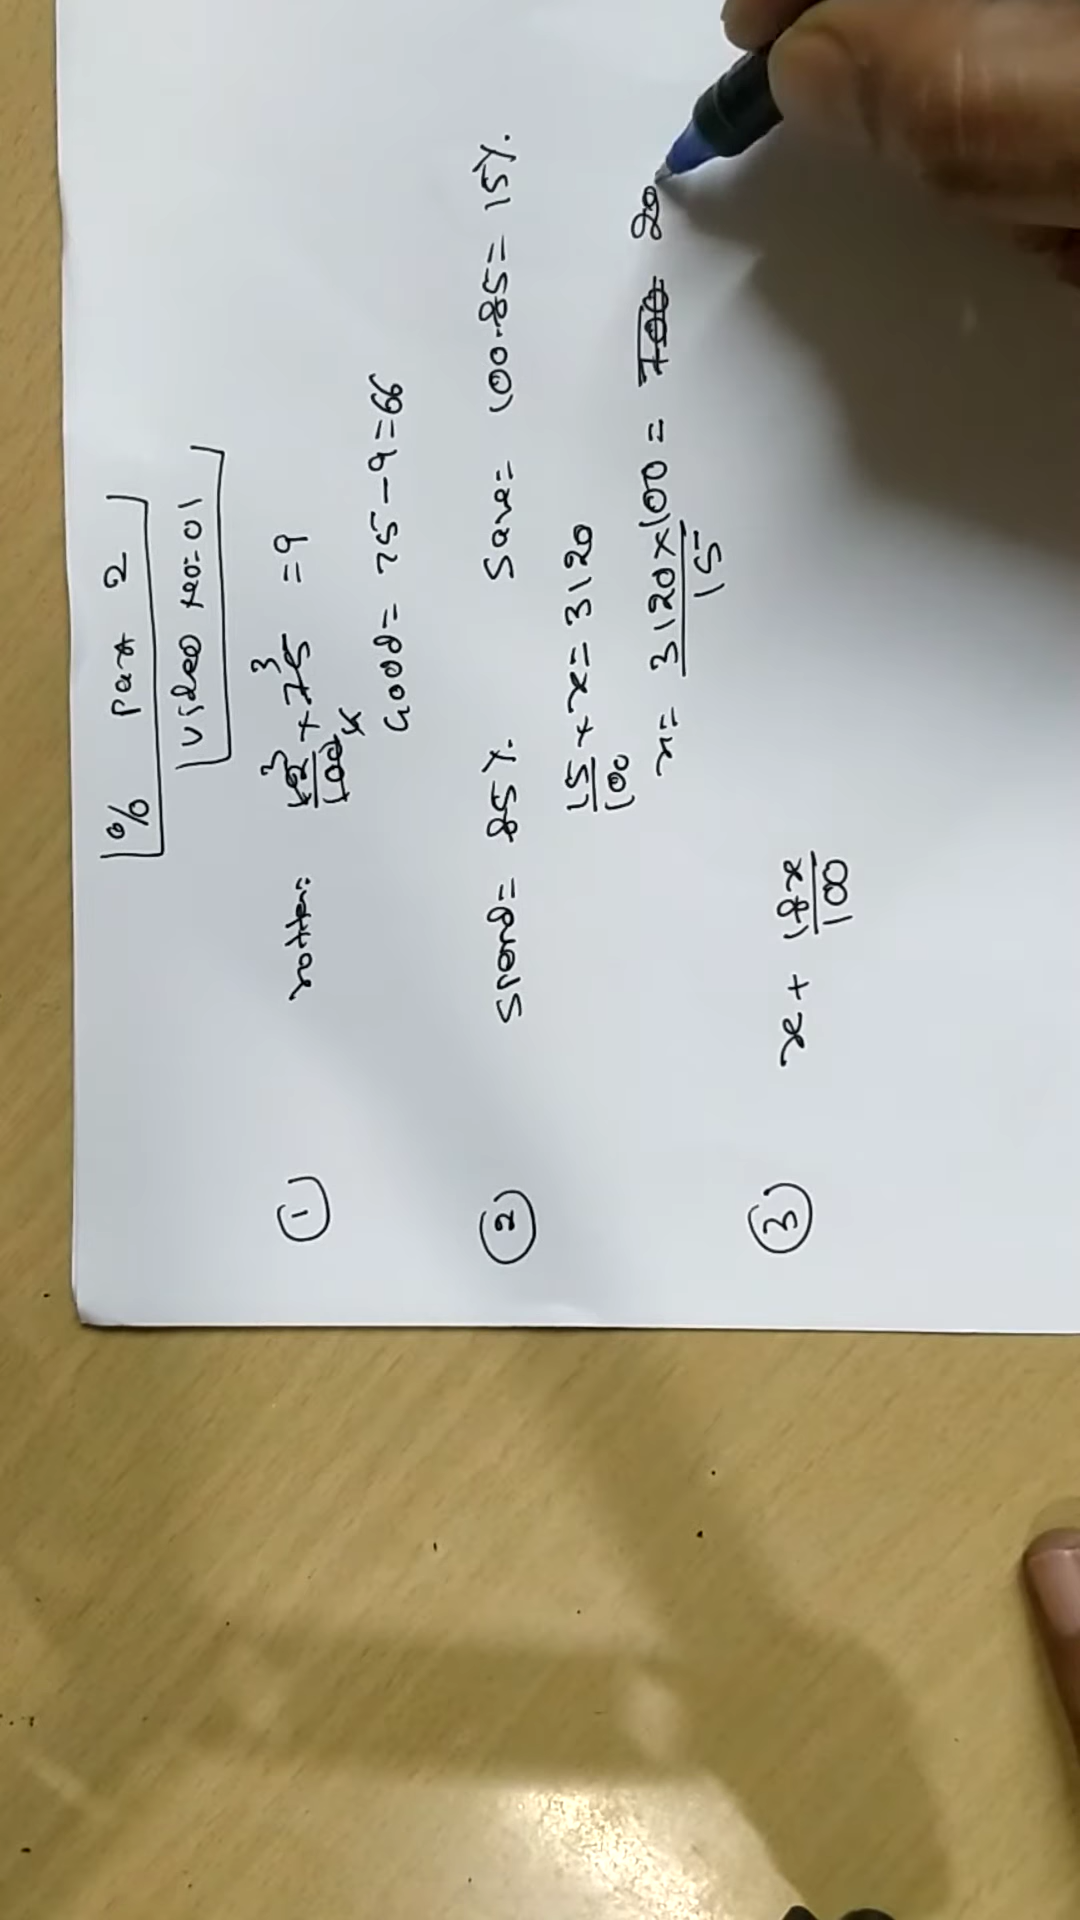 % part 2
video no:- 01
① rotten = 12/100 × 75 = 9
Good = 75 - 9 = 66
② Spend = 85% Save = 100-85 = 15%
15/100 × x = 3120
x = 3120×100/15 = 700 = 20
③ x + 18x/100